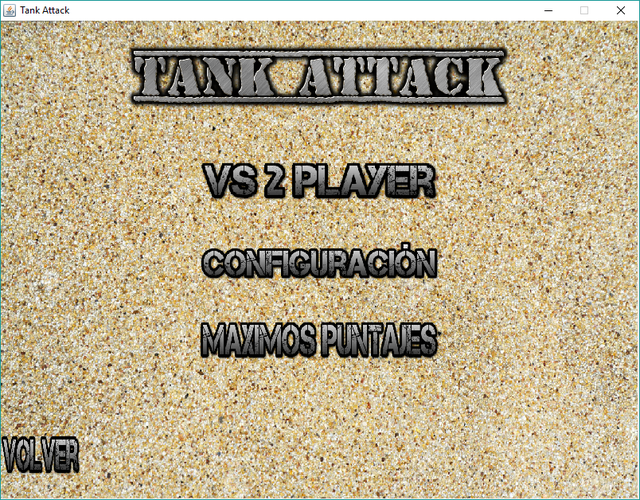 Tank Attack
TANK ATTACK
VS 2 PLAYER
CONFIGURACIÓN
MAXIMOS PUNTAJES
VOLVER